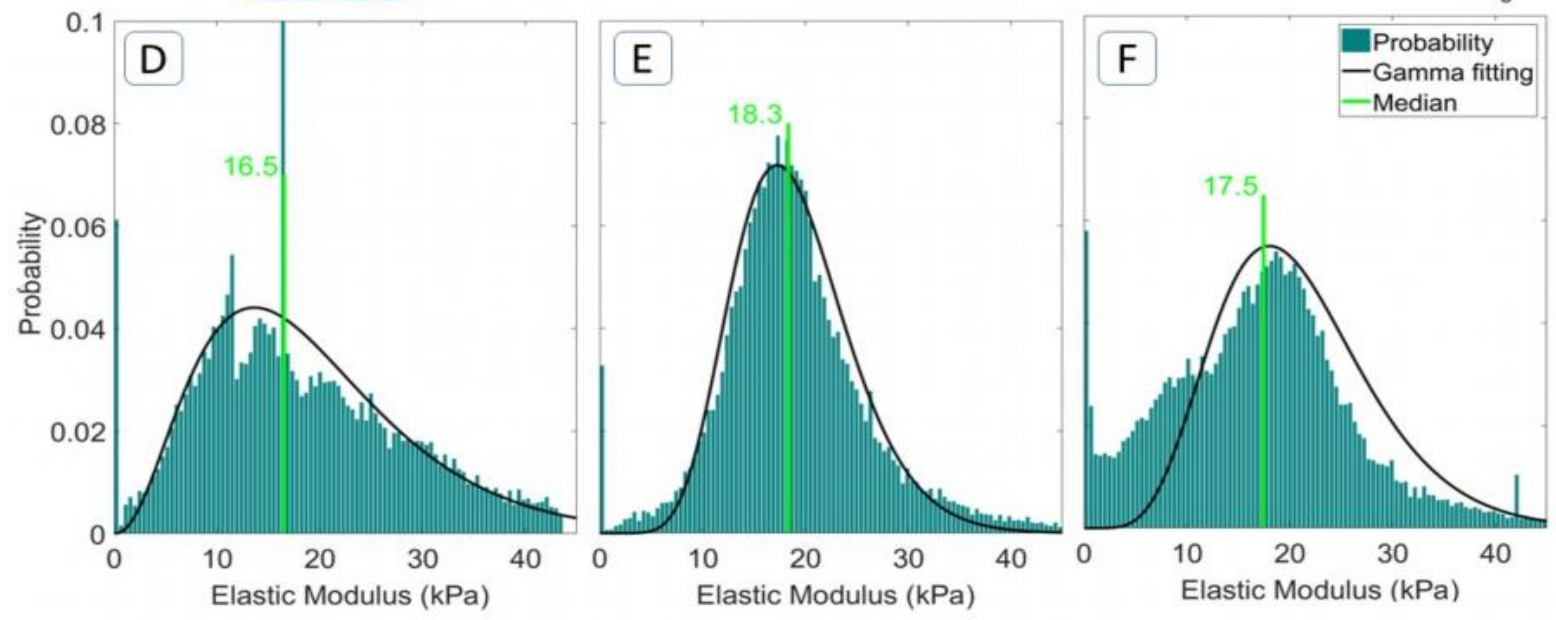 D
E
F
Probability
Gamma fitting
Median
16.5
18.3
17.5
0.1
0.08
0.06
0.04
0.02
0
Probability
0 10 20 30 40
0 10 20 30 40
0 10 20 30 40
Elastic Modulus (kPa)
Elastic Modulus (kPa)
Elastic Modulus (kPa)